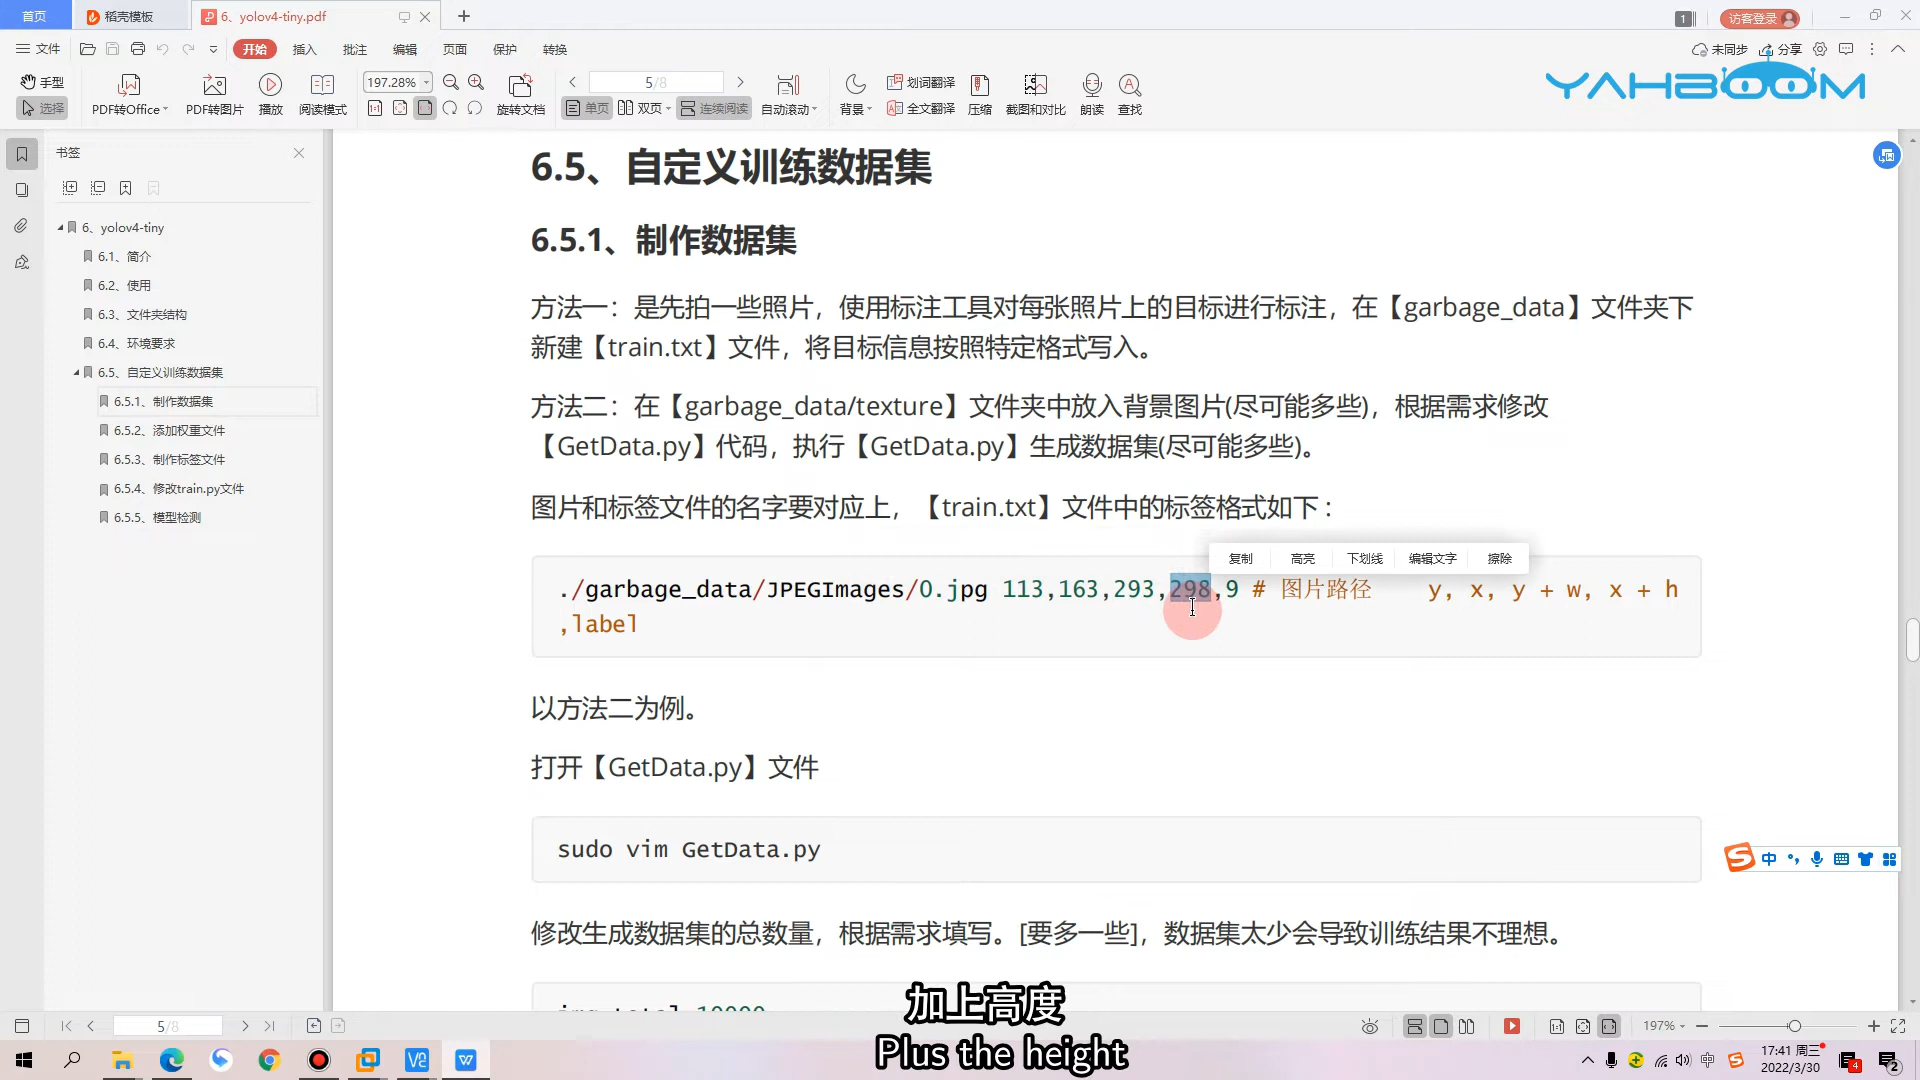 首页
稻壳模板
6、yolov4-tiny.pdf
1
访客登录
文件
开始
插入
批注
编辑
页面
保护
转换
未同步
分享
手型
选择
PDF转Office
PDF转图片
播放
阅读模式
197.28%
旋转文档
5/8
单页
双页
连续阅读
自动滚动
背景
划词翻译
全文翻译
压缩
截图和对比
朗读
查找
YAHBOOM
书签
6、yolov4-tiny
6.1、简介
6.2、使用
6.3、文件夹结构
6.4、环境要求
6.5、自定义训练数据集
6.5.1、制作数据集
6.5.2、添加权重文件
6.5.3、制作标签文件
6.5.4、修改train.py文件
6.5.5、模型检测
6.5、自定义训练数据集
6.5.1、制作数据集
方法一：是先拍一些照片，使用标注工具对每张照片上的目标进行标注，在【garbage_data】文件夹下
新建【train.txt】文件，将目标信息按照特定格式写入。
方法二：在【garbage_data/texture】文件夹中放入背景图片(尽可能多些)，根据需求修改
【GetData.py】代码，执行【GetData.py】生成数据集(尽可能多些)。
图片和标签文件的名字要对应上，【train.txt】文件中的标签格式如下：
复制
高亮
下划线
编辑文字
擦除
./garbage_data/JPEGImages/0.jpg 113,163,293,298,9 # 图片路径 y, x, y + w, x + h
,label
以方法二为例。
打开【GetData.py】文件
sudo vim GetData.py
修改生成数据集的总数量，根据需求填写。[要多一些]，数据集太少会导致训练结果不理想。
加上高度
Plus the height
中
5/8
197%
中
17:41 周三
2022/3/30
4
2